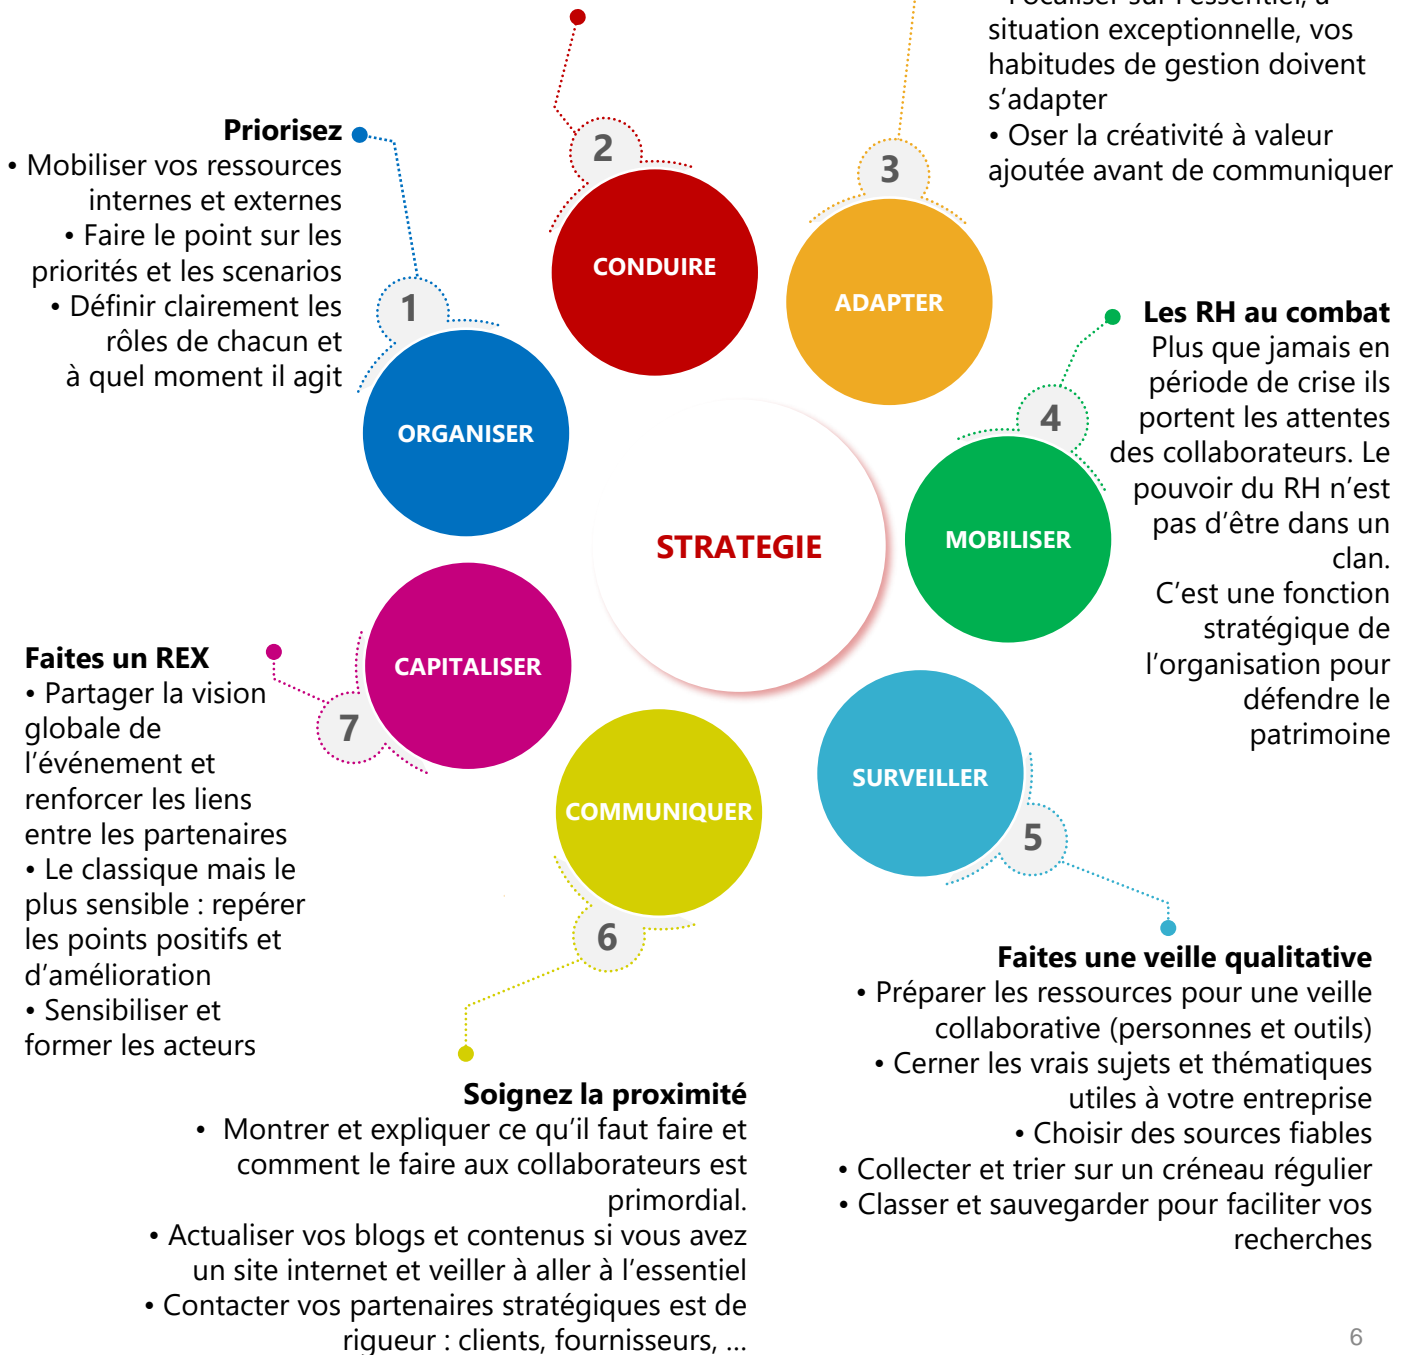 situation exceptionnelle, vos
habitudes de gestion doivent
s’adapter
• Oser la créativité à valeur
ajoutée avant de communiquer
Priorisez
• Mobiliser vos ressources
internes et externes
• Faire le point sur les
priorités et les scenarios
• Définir clairement les
rôles de chacun et
à quel moment il agit
1
ORGANISER
2
CONDUIRE
3
ADAPTER
Les RH au combat
Plus que jamais en
période de crise ils
portent les attentes
des collaborateurs. Le
pouvoir du RH n’est
pas d’être dans un
clan.
C’est une fonction
stratégique de
l’organisation pour
défendre le
patrimoine
4
MOBILISER
STRATEGIE
SURVEILLER
5
Faites une veille qualitative
• Préparer les ressources pour une veille
collaborative (personnes et outils)
• Cerner les vrais sujets et thématiques
utiles à votre entreprise
• Choisir des sources fiables
• Collecter et trier sur un créneau régulier
• Classer et sauvegarder pour faciliter vos
recherches
COMMUNIQUER
6
Soignez la proximité
• Montrer et expliquer ce qu’il faut faire et
comment le faire aux collaborateurs est
primordial.
• Actualiser vos blogs et contenus si vous avez
un site internet et veiller à aller à l’essentiel
• Contacter vos partenaires stratégiques est de
rigueur : clients, fournisseurs, ...
CAPITALISER
7
Faites un REX
• Partager la vision
globale de
l’événement et
renforcer les liens
entre les partenaires
• Le classique mais le
plus sensible : repérer
les points positifs et
d’amélioration
• Sensibiliser et
former les acteurs
6